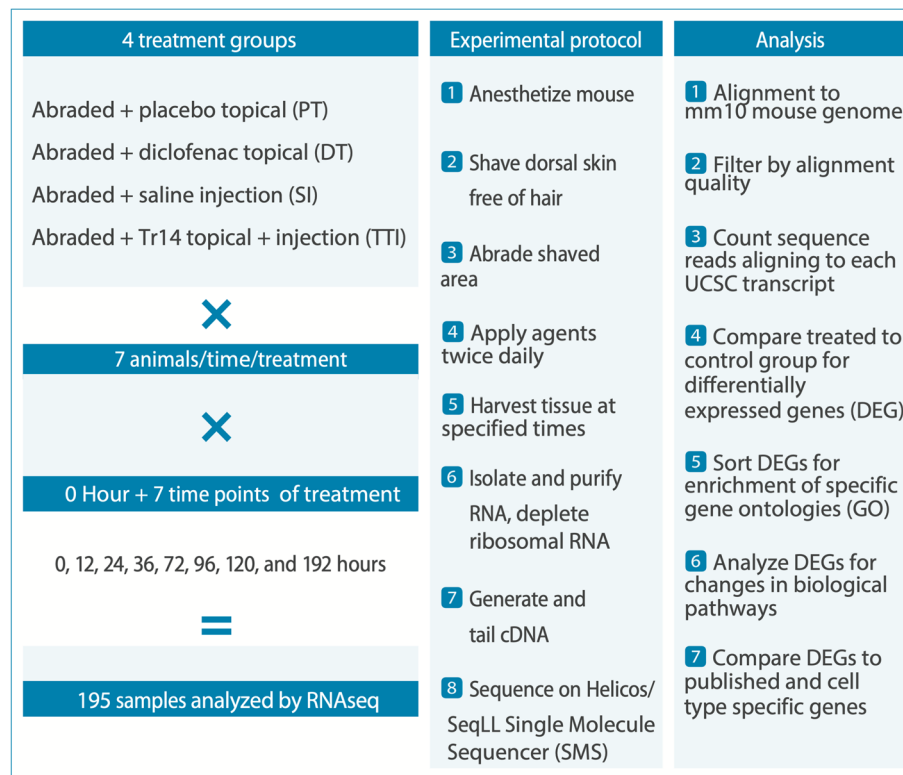 4 treatment groups
Abraded + placebo topical (PT)
Abraded + diclofenac topical (DT)
Abraded + saline injection (SI)
Abraded + Tr14 topical + injection (TTI)
×
7 animals/time/treatment
×
0 Hour + 7 time points of treatment
0, 12, 24, 36, 72, 96, 120, and 192 hours
=
195 samples analyzed by RNAseq
Experimental protocol
1 Anesthetize mouse
2 Shave dorsal skin
free of hair
3 Abrade shaved
area
4 Apply agents
twice daily
5 Harvest tissue at
specified times
6 Isolate and purify
RNA, deplete
ribosomal RNA
7 Generate and
tail cDNA
8 Sequence on Helicos/
SeqLL Single Molecule
Sequencer (SMS)
Analysis
1 Alignment to
mm10 mouse genome
2 Filter by alignment
quality
3 Count sequence
reads aligning to each
UCSC transcript
4 Compare treated to
control group for
differentially
expressed genes (DEG)
5 Sort DEGs for
enrichment of specific
gene ontologies (GO)
6 Analyze DEGs for
changes in biological
pathways
7 Compare DEGs to
published and cell
type specific genes